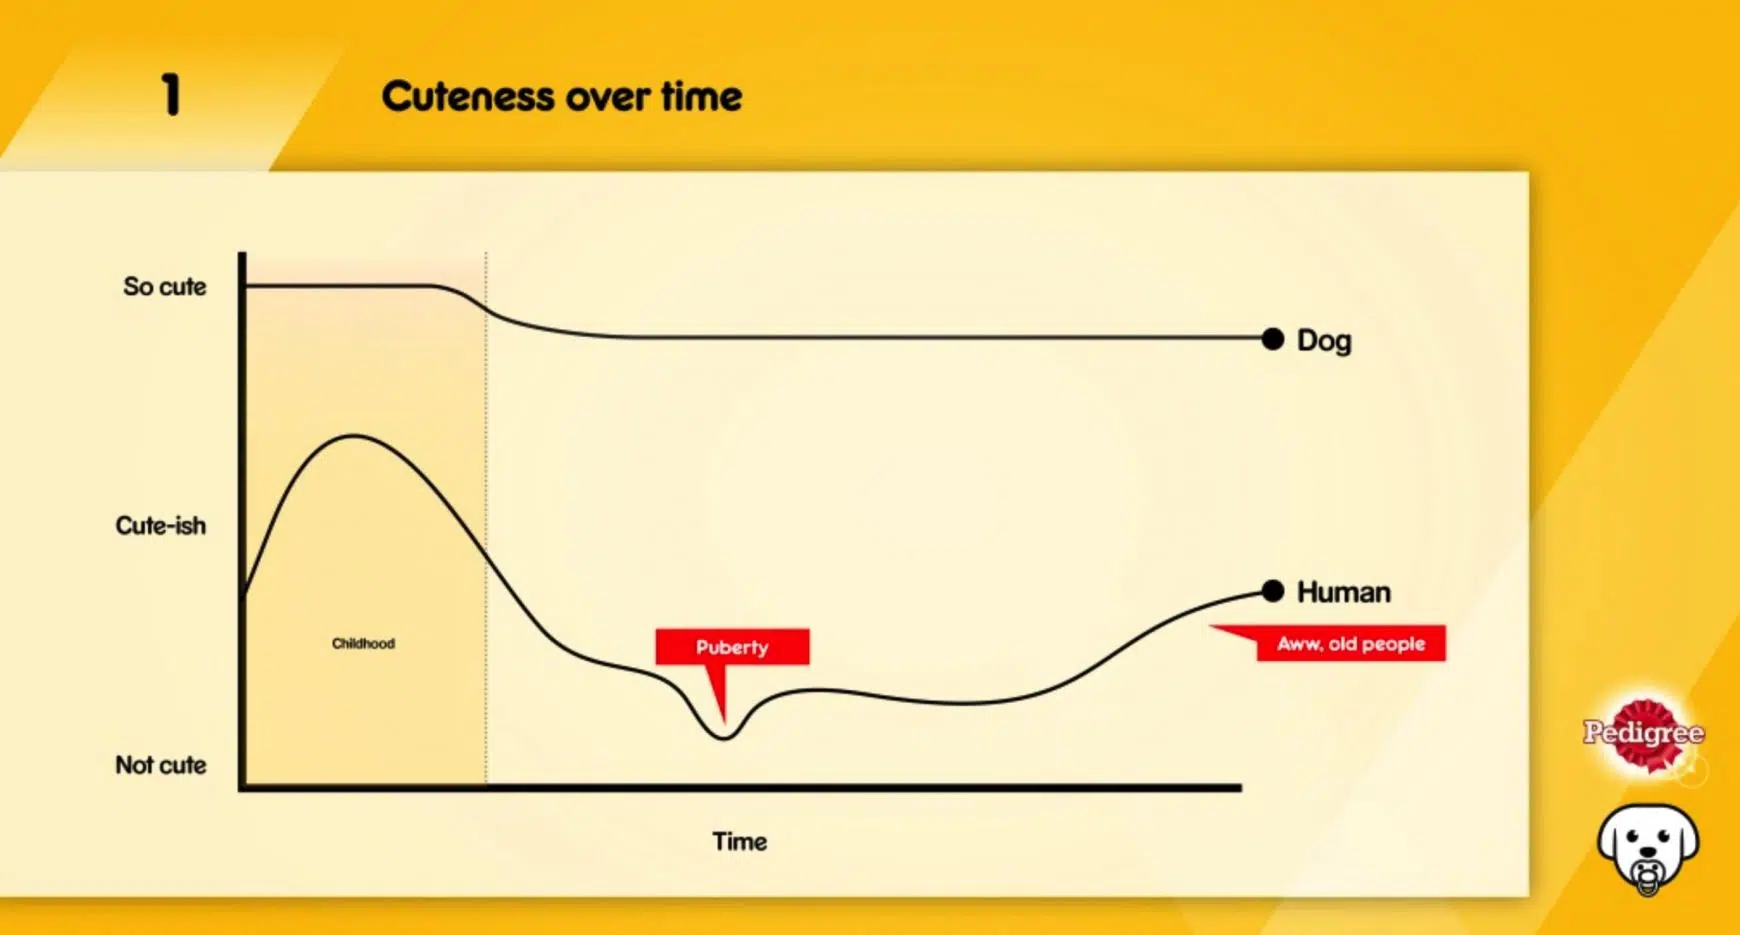 1
Cuteness over time
So cute
Dog
Cute-ish
Human
Childhood
Puberty
Aww, old people
Pedigree
Not cute
Time